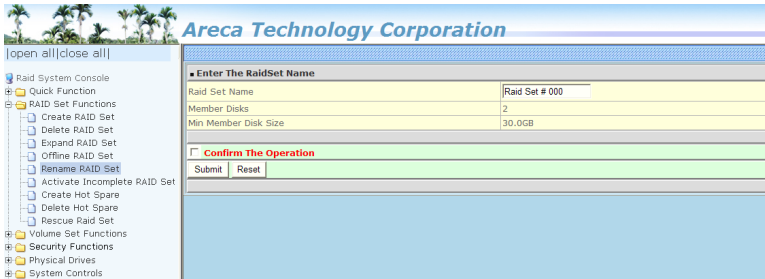 Areca Technology Corporation
|open all|close all|
Raid System Console
Quick Function
RAID Set Functions
Create RAID Set
Delete RAID Set
Expand RAID Set
Offline RAID Set
Rename RAID Set
Activate Incomplete RAID Set
Create Hot Spare
Delete Hot Spare
Rescue Raid Set
Volume Set Functions
Security Functions
Physical Drives
System Controls
Enter The RaidSet Name
Raid Set Name Raid Set # 000
Member Disks 2
Min Member Disk Size 30.0GB
Confirm The Operation
Submit Reset